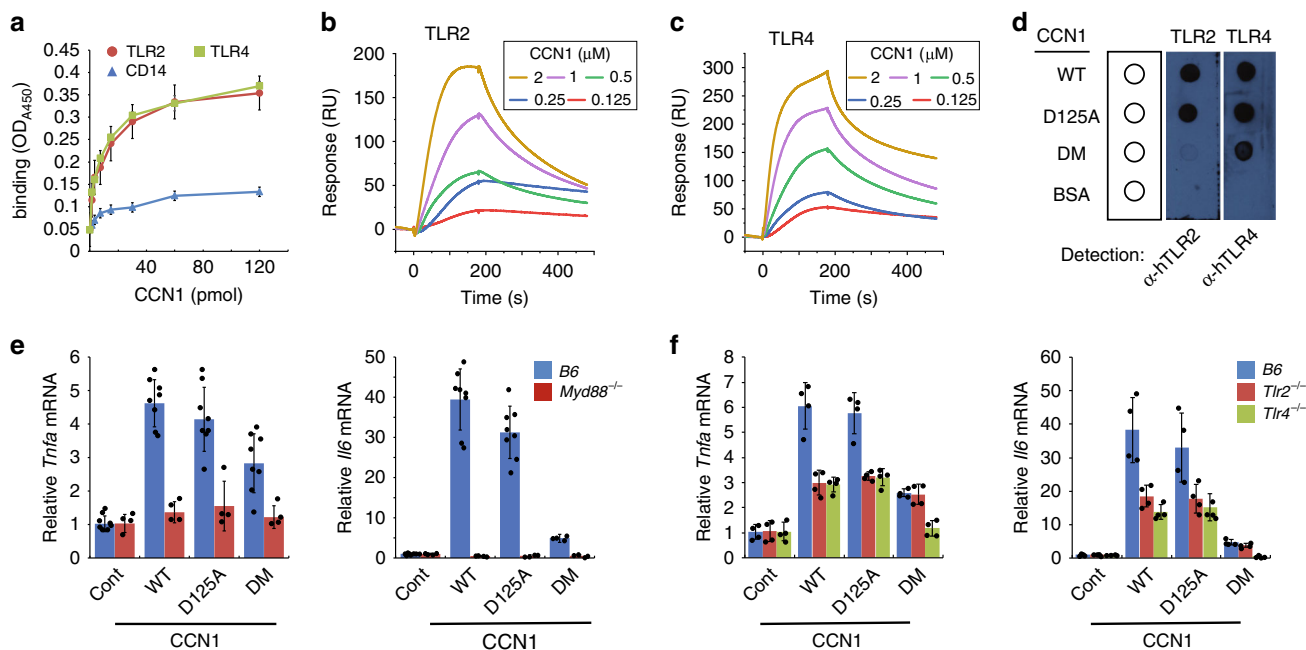 a
TLR2 TLR4
CD14
binding (OD A450)
0.45
0.4
0.35
0.3
0.25
0.2
0.15
0.1
0.05
0
40 80 120
CCN1 (pmol)
b
TLR2
CCN1 (μM)
2 1 0.5
0.25 0.125
Response (RU)
200
150
100
50
0
0 200 400
Time (s)
c
TLR4
CCN1 (μM)
2 1 0.5
0.25 0.125
Response (RU)
300
250
200
150
100
50
0
0 200 400
Time (s)
d
CCN1 TLR2 TLR4
WT
D125A
DM
BSA
Detection: α-hTLR2 α-hTLR4
e
Relative Tnfa mRNA
6
5
4
3
2
1
0
Cont WT D125A DM
CCN1
Relative Il6 mRNA
50
40
30
20
10
0
B6
Myd88–/–
Cont WT D125A DM
CCN1
f
Relative Tnfa mRNA
8
7
6
5
4
3
2
1
0
Cont WT D125A DM
CCN1
Relative Il6 mRNA
60
50
40
30
20
10
0
B6
Tlr2–/–
Tlr4–/–
Cont WT D125A DM
CCN1